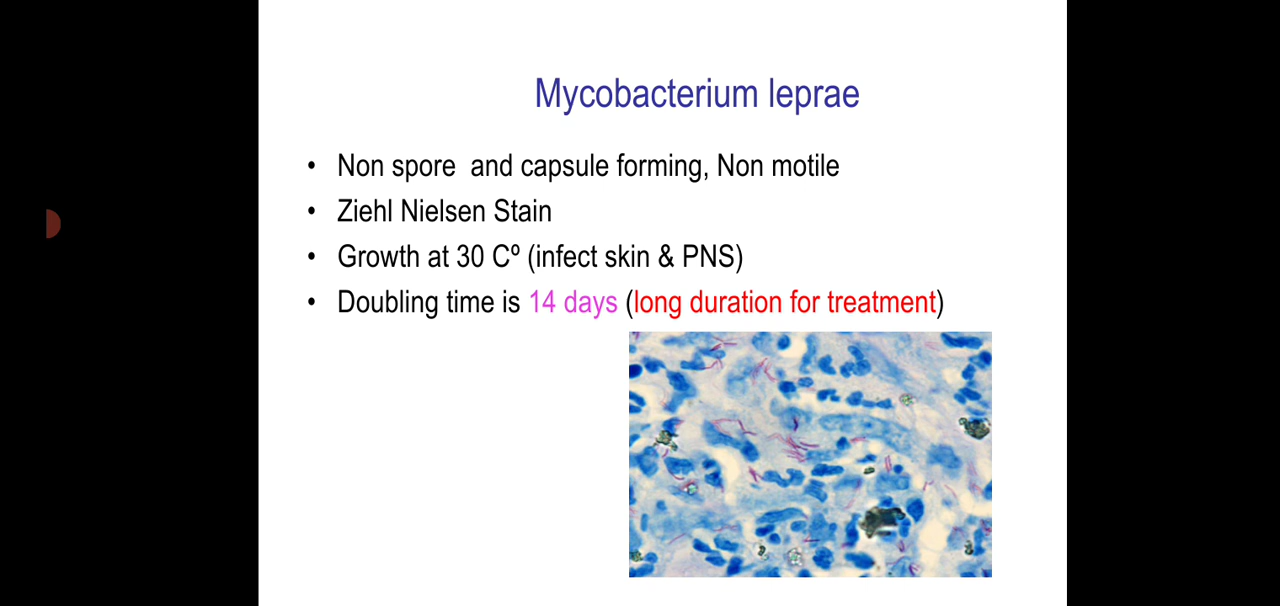 Mycobacterium leprae
• Non spore and capsule forming, Non motile
• Ziehl Nielsen Stain
• Growth at 30 Cº (infect skin & PNS)
• Doubling time is 14 days (long duration for treatment)